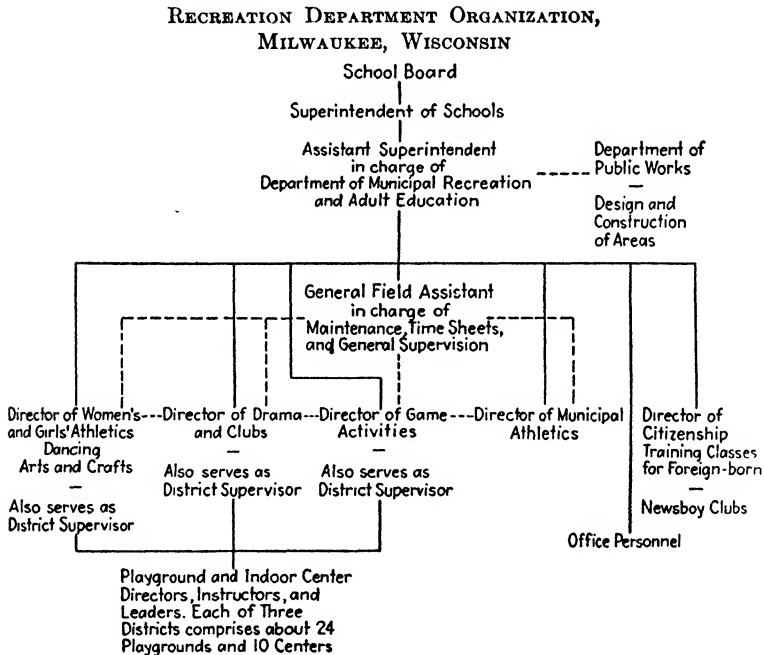 RECREATION DEPARTMENT ORGANIZATION,
MILWAUKEE, WISCONSIN
School Board
Superintendent of Schools
Assistant Superintendent
in charge of
Department of Municipal Recreation
and Adult Education
Department of
Public Works
Design and
Construction
of Areas
General Field Assistant
in charge of
Maintenance, Time Sheets,
and General Supervision
Director of Women's
and Girls' Athletics
Dancing
Arts and Crafts
Also serves as
District Supervisor
Director of Drama
and Clubs
Also serves as
District Supervisor
Director of Game
Activities
Also serves as
District Supervisor
Director of Municipal
Athletics
Director of
Citizenship
Training Classes
for Foreign-born
Newsboy Clubs
Office Personnel
Playground and Indoor Center
Directors, Instructors, and
Leaders. Each of Three
Districts comprises about 24
Playgrounds and 10 Centers